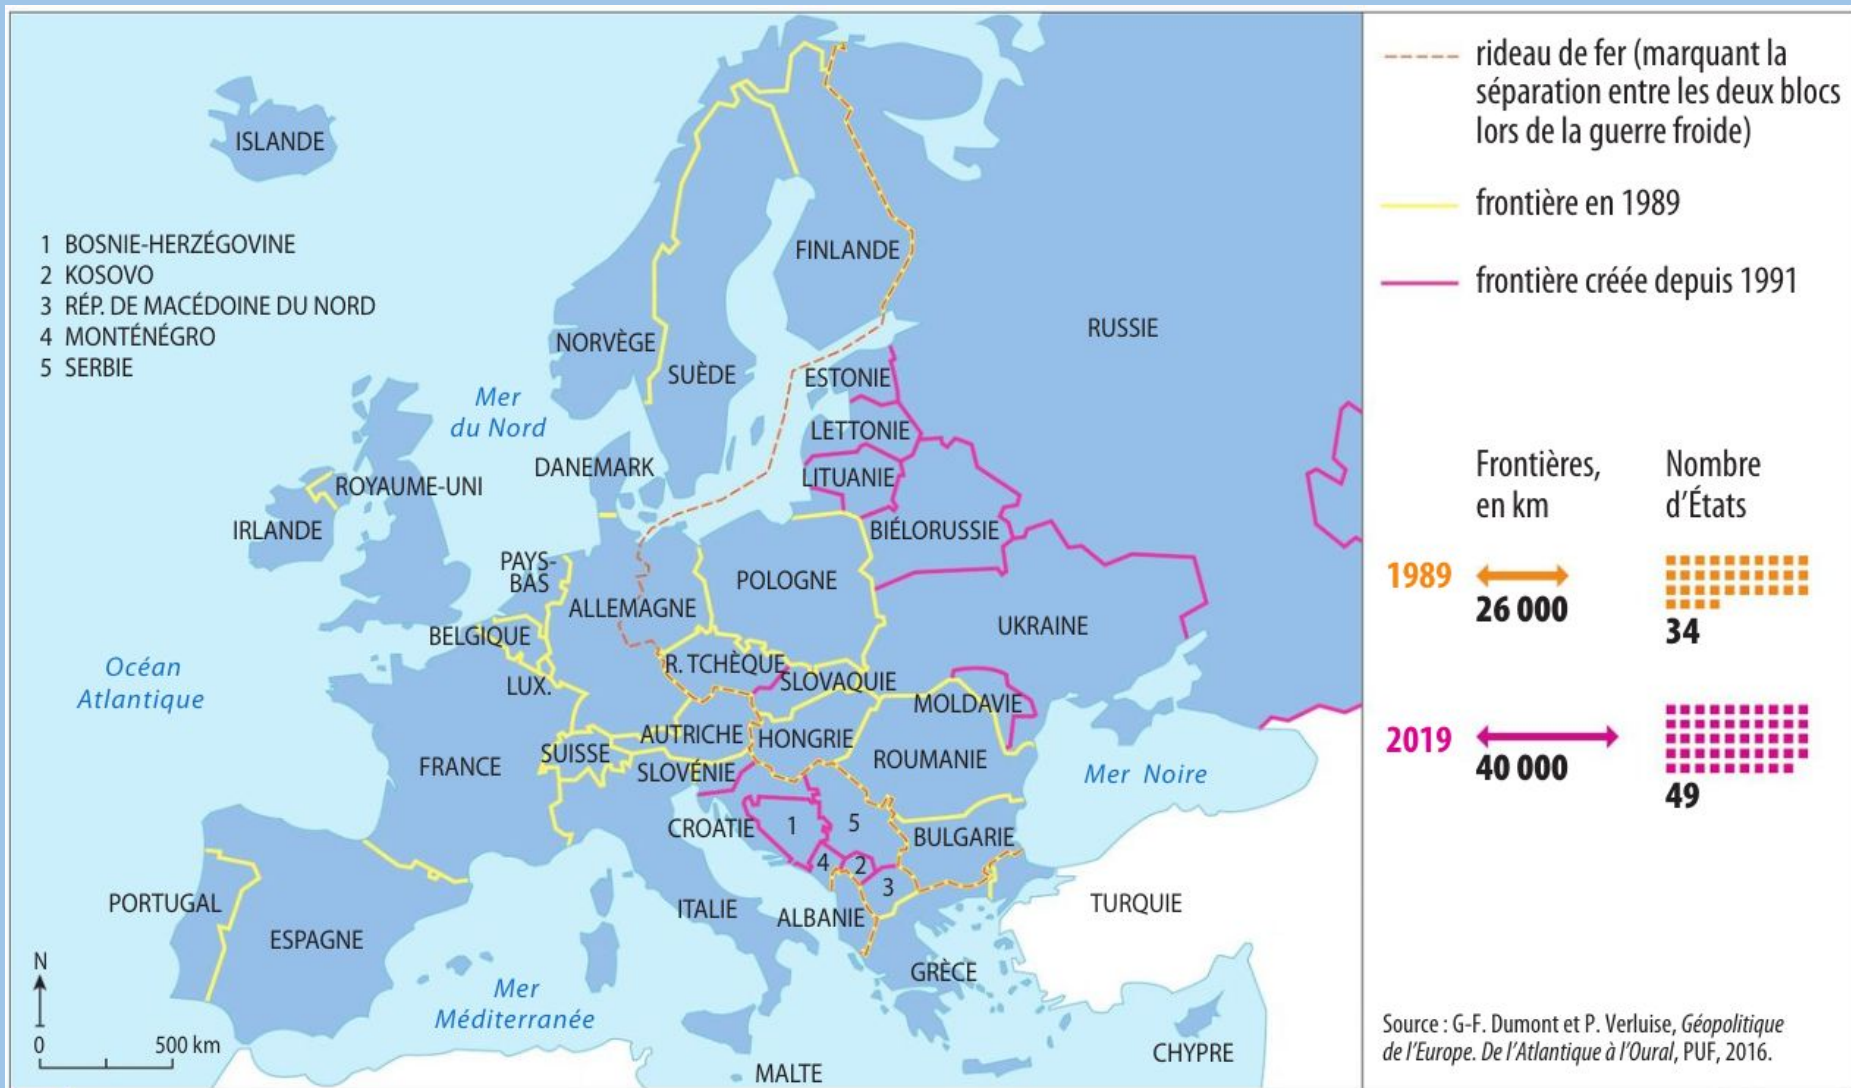 ISLANDE
1 BOSNIE-HERZÉGOVINE
2 KOSOVO
3 RÉP. DE MACÉDOINE DU NORD
4 MONTÉNÉGRO
5 SERBIE
FINLANDE
RUSSIE
NORVÈGE
SUÈDE
ESTONIE
Mer
du Nord
LETTONIE
DANEMARK
LITUANIE
ROYAUME-UNI
IRLANDE
BIÉLORUSSIE
PAYS-
BAS
POLOGNE
ALLEMAGNE
UKRAINE
BELGIQUE
Océan
Atlantique
R. TCHÈQUE
SLOVAQUIE
LUX.
MOLDAVIE
AUTRICHE
HONGRIE
SUISSE
ROUMANIE
FRANCE
SLOVÉNIE
Mer Noire
CROATIE
1
5
BULGARIE
4
2
3
PORTUGAL
ESPAGNE
ITALIE
ALBANIE
TURQUIE
GRÈCE
Mer
Méditerranée
N
0 500 km
CHYPRE
MALTE
rideau de fer (marquant la
séparation entre les deux blocs
lors de la guerre froide)
frontière en 1989
frontière créée depuis 1991
Frontières,
en km
Nombre
d'États
1989
26 000
34
2019
40 000
49
Source : G-F. Dumont et P. Verluise, Géopolitique
de l'Europe. De l'Atlantique à l'Oural, PUF, 2016.